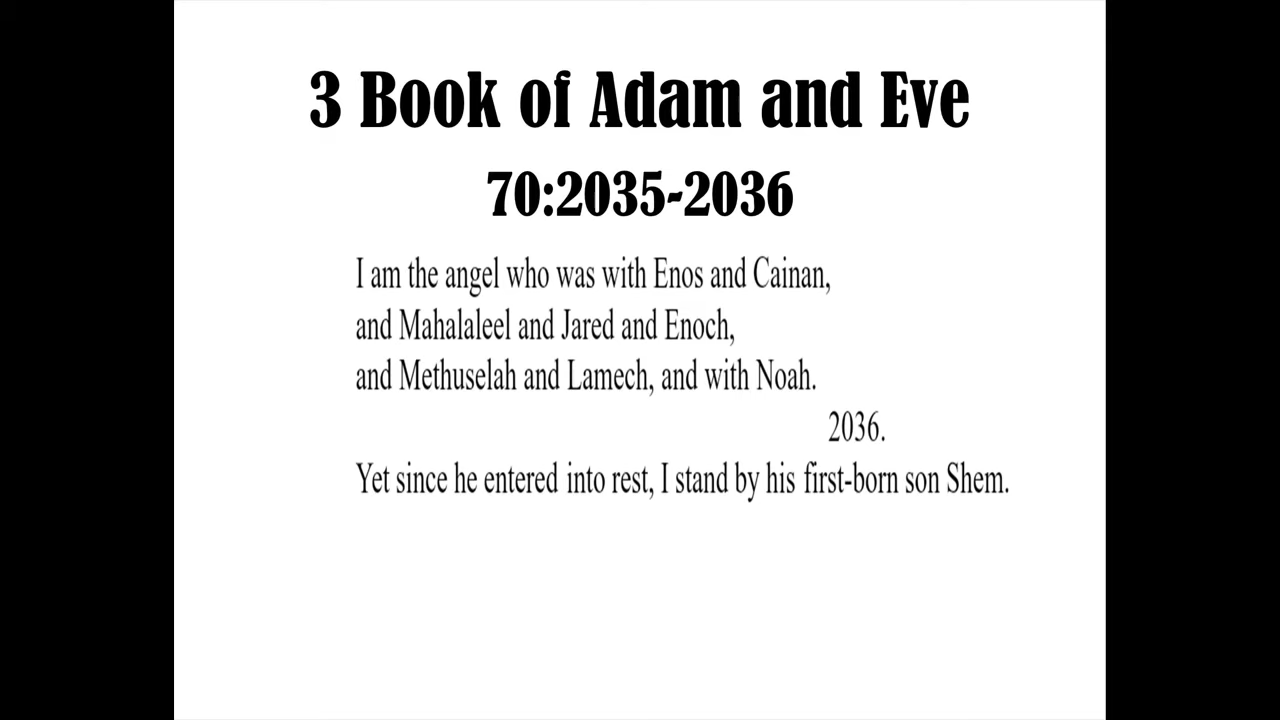 3 Book of Adam and Eve
70:2035-2036
I am the angel who was with Enos and Cainan,
and Mahalaleel and Jared and Enoch,
and Methuselah and Lamech, and with Noah.
2036.
Yet since he entered into rest, I stand by his first-born son Shem.